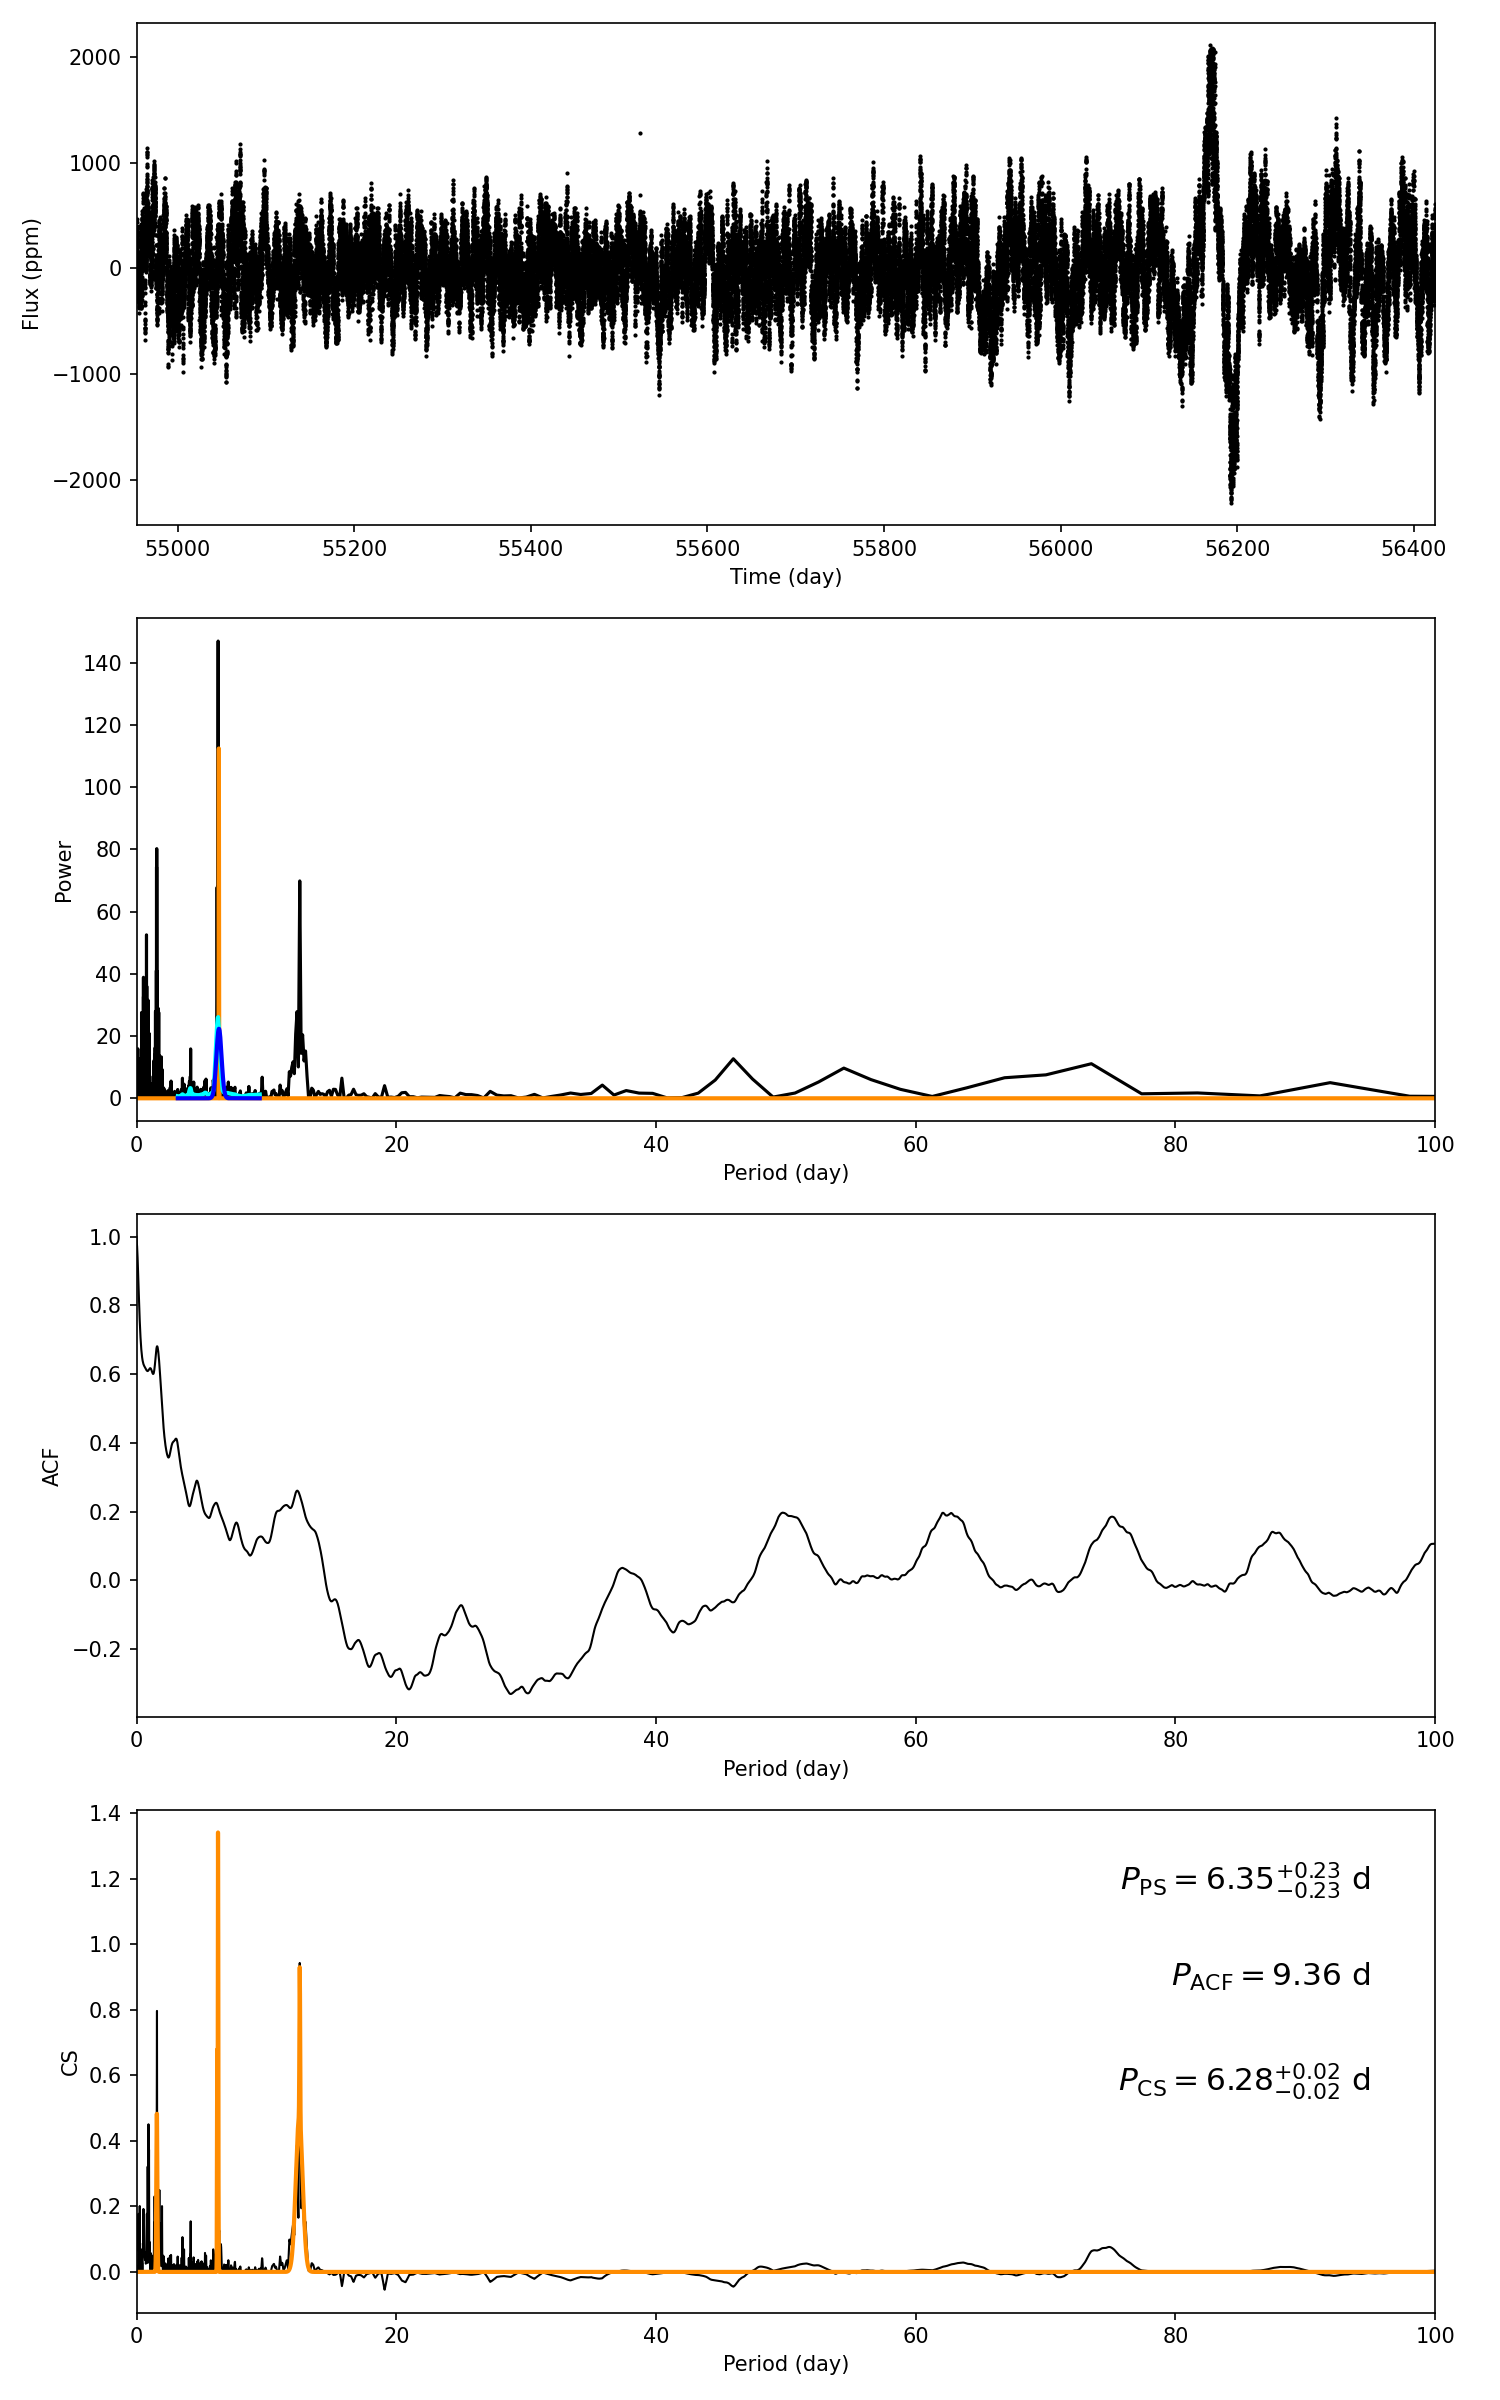 2000
1000
0
−1000
−2000
Flux (ppm)
55000 55200 55400 55600 55800 56000 56200 56400
Time (day)
140
120
100
80
60
40
20
0
Power
0 20 40 60 80 100
Period (day)
1.0
0.8
0.6
0.4
0.2
0.0
−0.2
ACF
0 20 40 60 80 100
Period (day)
1.4
1.2
1.0
0.8
0.6
0.4
0.2
0.0
CS
P_PS = 6.35^{+0.23}_{−0.23} d
P_ACF = 9.36 d
P_CS = 6.28^{+0.02}_{−0.02} d
0 20 40 60 80 100
Period (day)